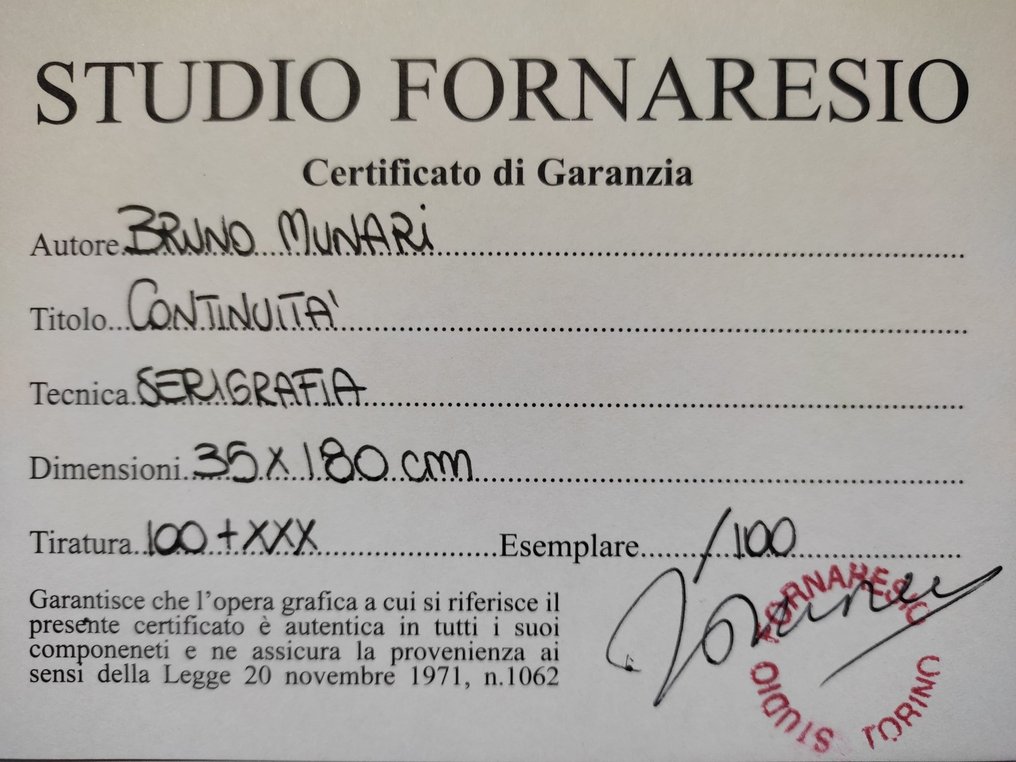 STUDIO FORNARESIO
Certificato di Garanzia
Autore BRUNO MUNARI
Titolo CONTINUITA'
Tecnica SERIGRAFIA
Dimensioni 35 X 180 cm
Tiratura 100 + XXX Esemplare /100
Garantisce che l'opera grafica a cui si riferisce il
presente certificato è autentica in tutti i suoi
componeneti e ne assicura la provenienza ai
sensi della Legge 20 novembre 1971, n.1062
STUDIO FORNARESIO TORINO